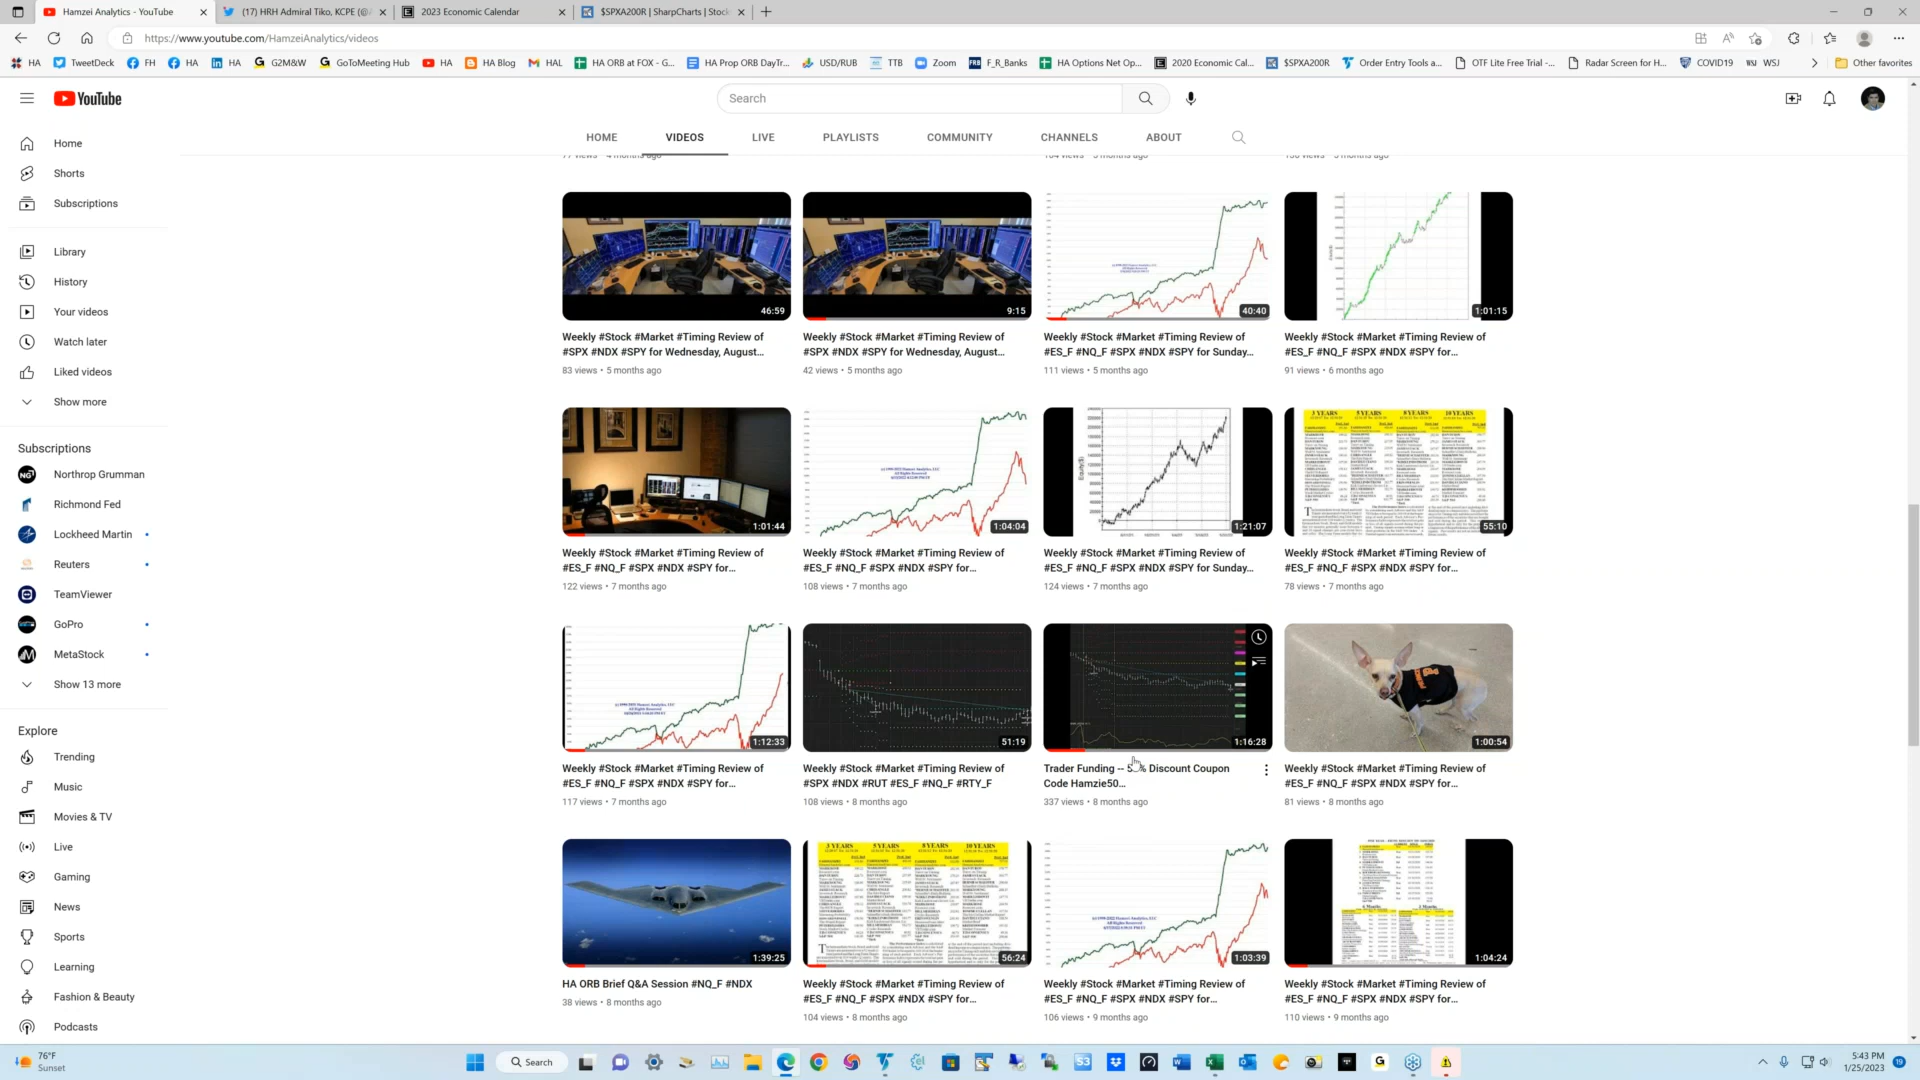 Hamzei Analytics - YouTube
(17) HRH Admiral Tiko, KCPE (@A
2023 Economic Calendar
$SPXA200R | SharpCharts | Stock
https://www.youtube.com/HamzeiAnalytics/videos
HA TweetDeck FH HA HA G2M&W GoToMeeting Hub HA HA Blog HAL HA ORB at FOX - G... HA Prop ORB DayTr... USD/RUB TTB Zoom F_R_Banks HA Options Net Op... 2020 Economic Cal... $SPXA200R Order Entry Tools a... OTF Lite Free Trial -... Radar Screen for H... COVID19 WSJ WSJ Other favorites
YouTube
Search
HOME VIDEOS LIVE PLAYLISTS COMMUNITY CHANNELS ABOUT
Home
Shorts
Subscriptions
Library
History
Your videos
Watch later
Liked videos
Show more
Subscriptions
Northrop Grumman
Richmond Fed
Lockheed Martin
Reuters
TeamViewer
GoPro
MetaStock
Show 13 more
Explore
Trending
Music
Movies & TV
Live
Gaming
News
Sports
Learning
Fashion & Beauty
Podcasts
46:59
Weekly #Stock #Market #Timing Review of
#SPX #NDX #SPY for Wednesday, August...
83 views • 5 months ago
9:15
Weekly #Stock #Market #Timing Review of
#SPX #NDX #SPY for Wednesday, August...
42 views • 5 months ago
40:40
Weekly #Stock #Market #Timing Review of
#ES_F #NQ_F #SPX #NDX #SPY for Sunday...
111 views • 5 months ago
1:01:15
Weekly #Stock #Market #Timing Review of
#ES_F #NQ_F #SPX #NDX #SPY for...
91 views • 6 months ago
1:01:44
Weekly #Stock #Market #Timing Review of
#ES_F #NQ_F #SPX #NDX #SPY for...
122 views • 7 months ago
1:04:04
Weekly #Stock #Market #Timing Review of
#ES_F #NQ_F #SPX #NDX #SPY for...
108 views • 7 months ago
1:21:07
Weekly #Stock #Market #Timing Review of
#ES_F #NQ_F #SPX #NDX #SPY for Sunday...
124 views • 7 months ago
3 YEARS 5 YEARS 8 YEARS 10 YEARS
55:10
Weekly #Stock #Market #Timing Review of
#ES_F #NQ_F #SPX #NDX #SPY for...
78 views • 7 months ago
1:12:33
Weekly #Stock #Market #Timing Review of
#ES_F #NQ_F #SPX #NDX #SPY for...
117 views • 7 months ago
51:19
Weekly #Stock #Market #Timing Review of
#SPX #NDX #RUT #ES_F #NQ_F #RTY_F
108 views • 8 months ago
1:16:28
Trader Funding -- 5 % Discount Coupon
Code Hamzie50...
337 views • 8 months ago
1:00:54
Weekly #Stock #Market #Timing Review of
#ES_F #NQ_F #SPX #NDX #SPY for...
81 views • 8 months ago
1:39:25
HA ORB Brief Q&A Session #NQ_F #NDX
38 views • 8 months ago
3 YEARS 5 YEARS 8 YEARS 10 YEARS
56:24
Weekly #Stock #Market #Timing Review of
#ES_F #NQ_F #SPX #NDX #SPY for...
104 views • 8 months ago
1:03:39
Weekly #Stock #Market #Timing Review of
#ES_F #NQ_F #SPX #NDX #SPY for...
106 views • 9 months ago
1:04:24
Weekly #Stock #Market #Timing Review of
#ES_F #NQ_F #SPX #NDX #SPY for...
110 views • 9 months ago
76°F
Sunset
Search
5:43 PM
1/25/2023
19